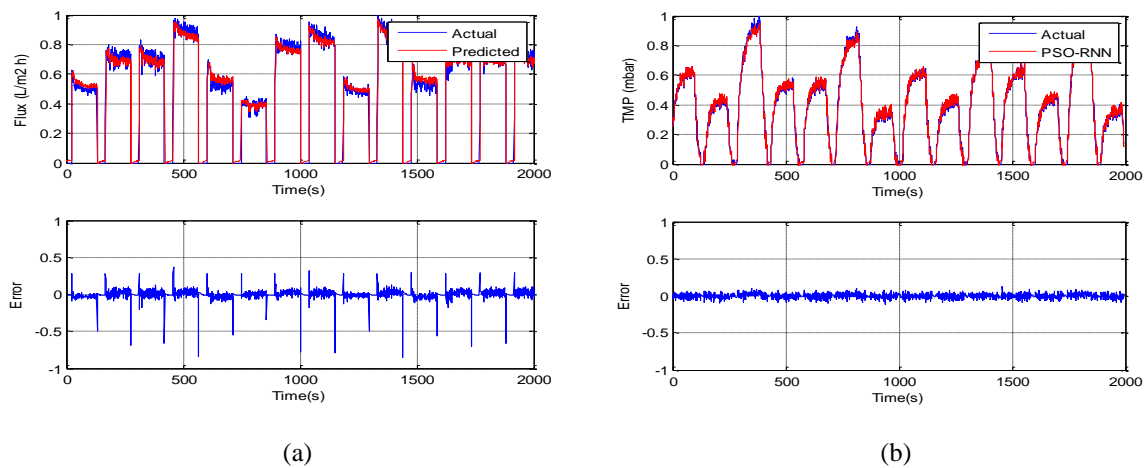 1
0.8
0.6
0.4
0.2
0
Flux (L/m2 h)
0 500 1000 1500 2000
Time(s)
Actual
Predicted
1
0.5
0
-0.5
-1
Error
0 500 1000 1500 2000
Time(s)
(a)
1
0.8
0.6
0.4
0.2
0
TMP (mbar)
0 500 1000 1500 2000
Time(s)
Actual
PSO-RNN
1
0.5
0
-0.5
-1
Error
0 500 1000 1500 2000
Time(s)
(b)